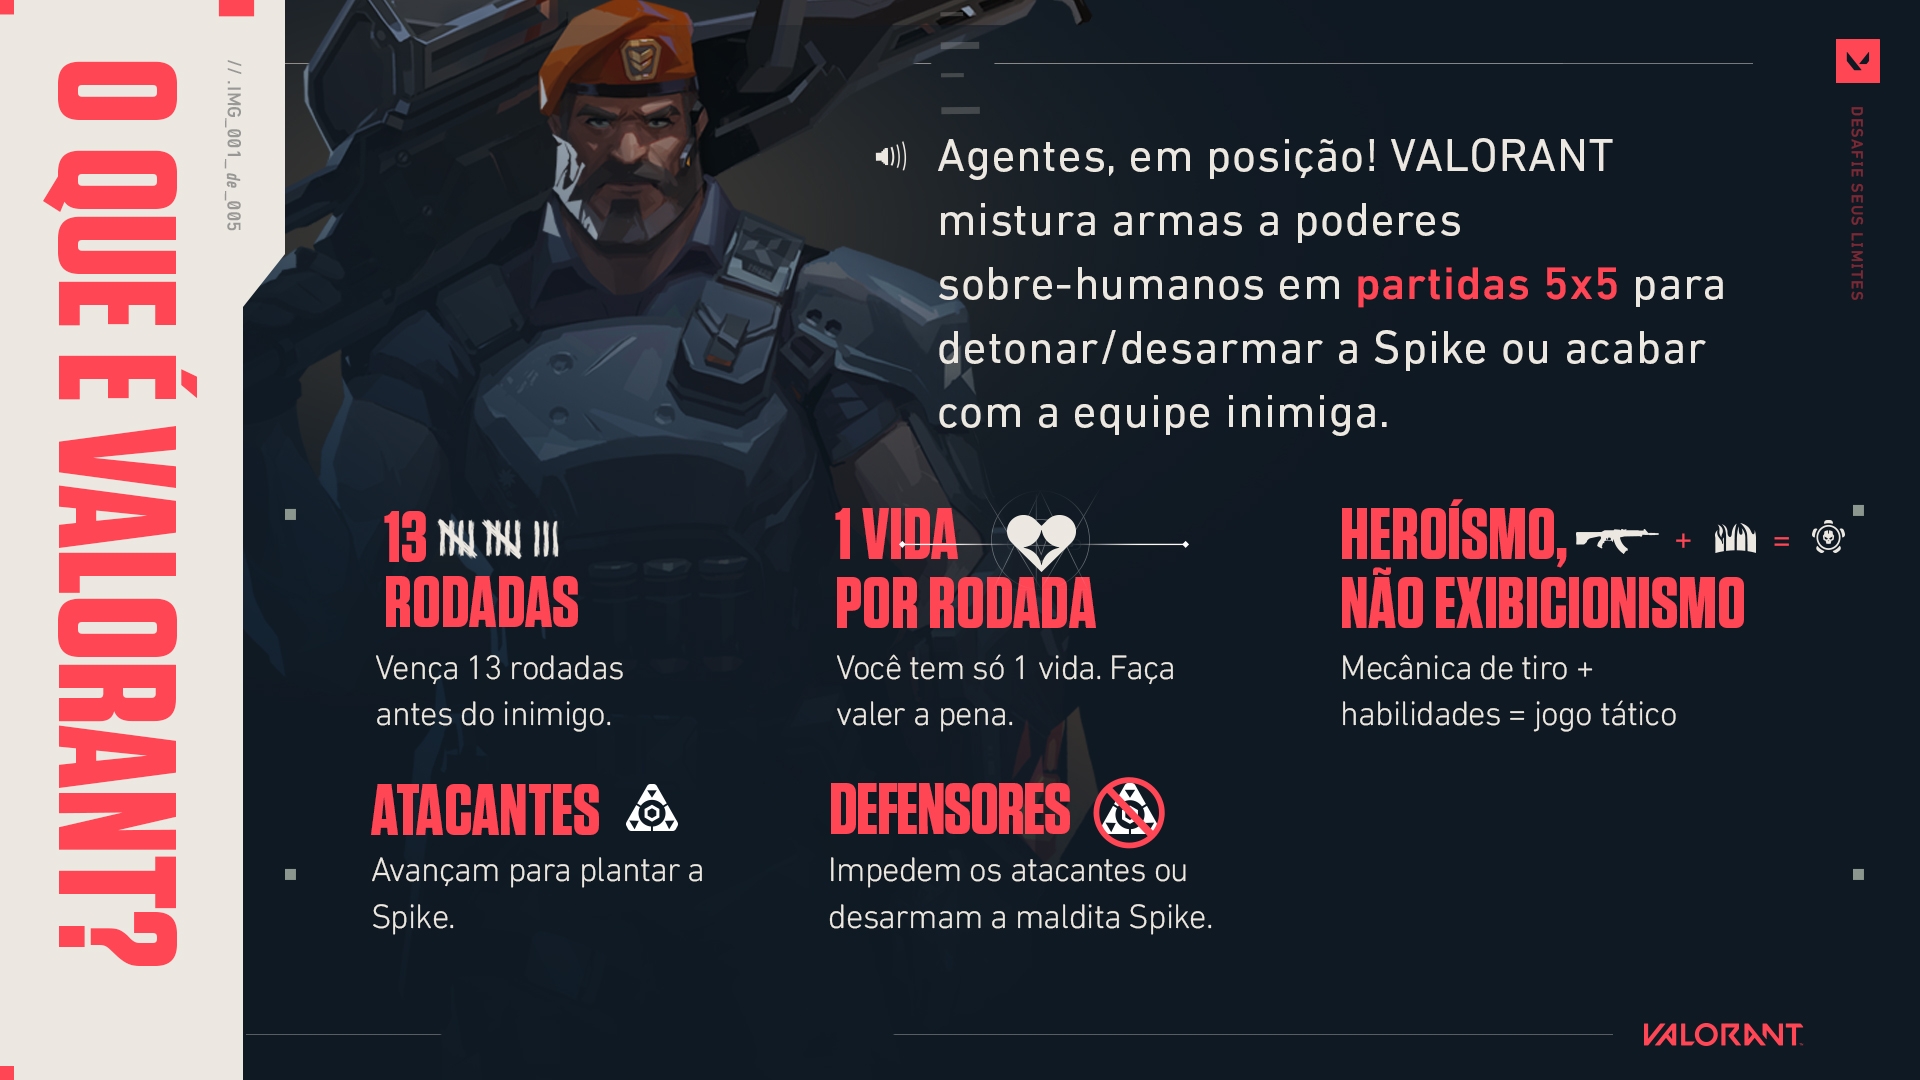 O QUE É VALORANT?
// .IMG_001_de_005
DESAFIE SEUS LIMITES
Agentes, em posição! VALORANT
mistura armas a poderes
sobre-humanos em partidas 5x5 para
detonar/desarmar a Spike ou acabar
com a equipe inimiga.
13
RODADAS
Vença 13 rodadas
antes do inimigo.
1 VIDA
POR RODADA
Você tem só 1 vida. Faça
valer a pena.
HEROÍSMO, + =
NÃO EXIBICIONISMO
Mecânica de tiro +
habilidades = jogo tático
ATACANTES
Avançam para plantar a
Spike.
DEFENSORES
Impedem os atacantes ou
desarmam a maldita Spike.
VALORANT